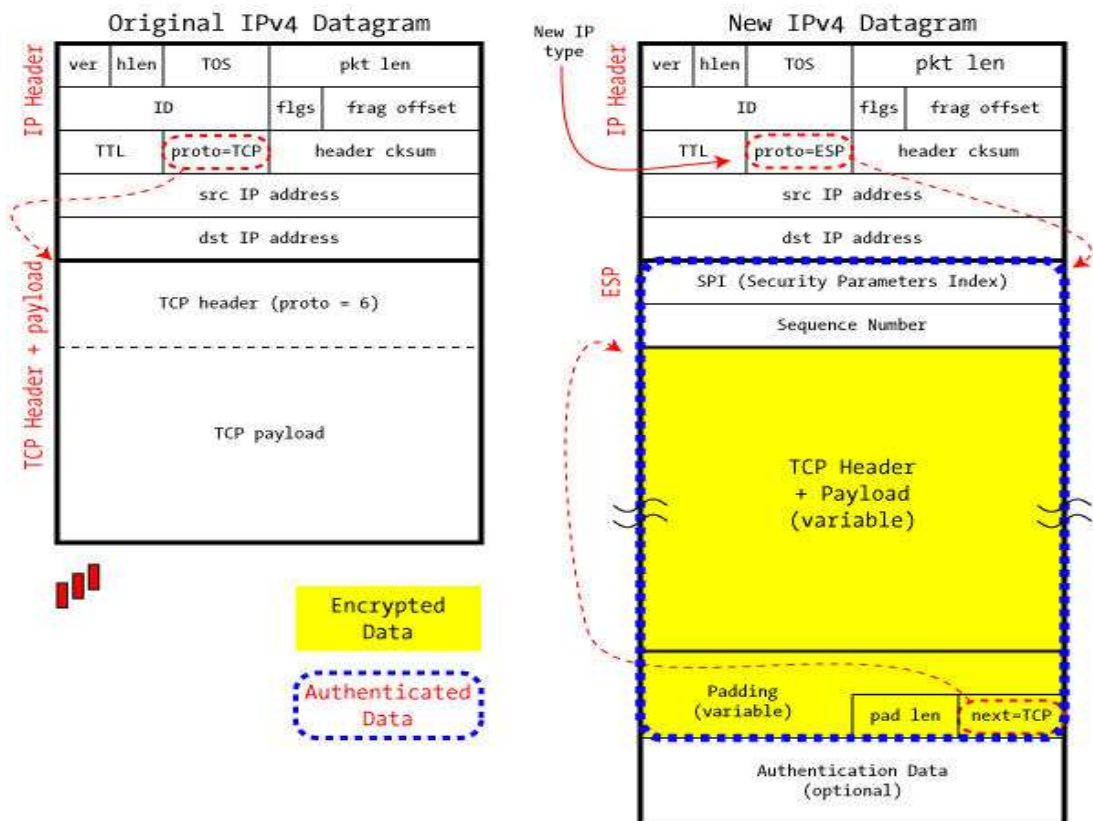 Original IPv4 Datagram
IP Header
ver hlen TOS pkt len
ID flgs frag offset
TTL proto=TCP header cksum
src IP address
dst IP address
TCP Header + payload
TCP header (proto = 6)
TCP payload
Encrypted
Data
Authenticated
Data
New IPv4 Datagram
New IP
type
IP Header
ver hlen TOS pkt len
ID flgs frag offset
TTL proto=ESP header cksum
src IP address
dst IP address
ESP
SPI (Security Parameters Index)
Sequence Number
TCP Header
+ Payload
(variable)
Padding
(variable)
pad len next=TCP
Authentication Data
(optional)